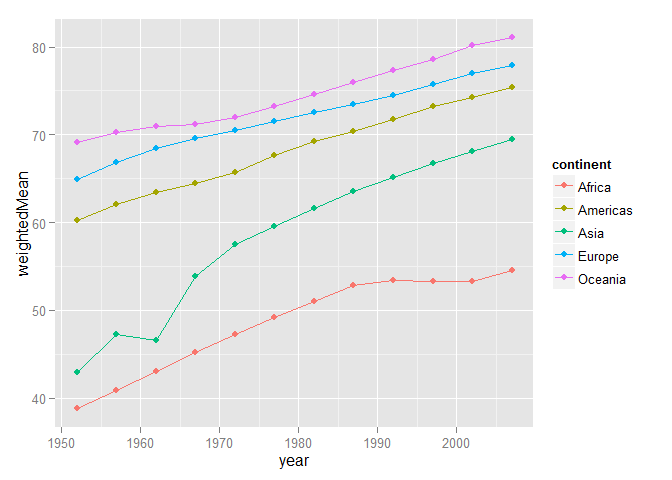 80
70
60
50
40
weightedMean
1950 1960 1970 1980 1990 2000
year
continent
Africa
Americas
Asia
Europe
Oceania